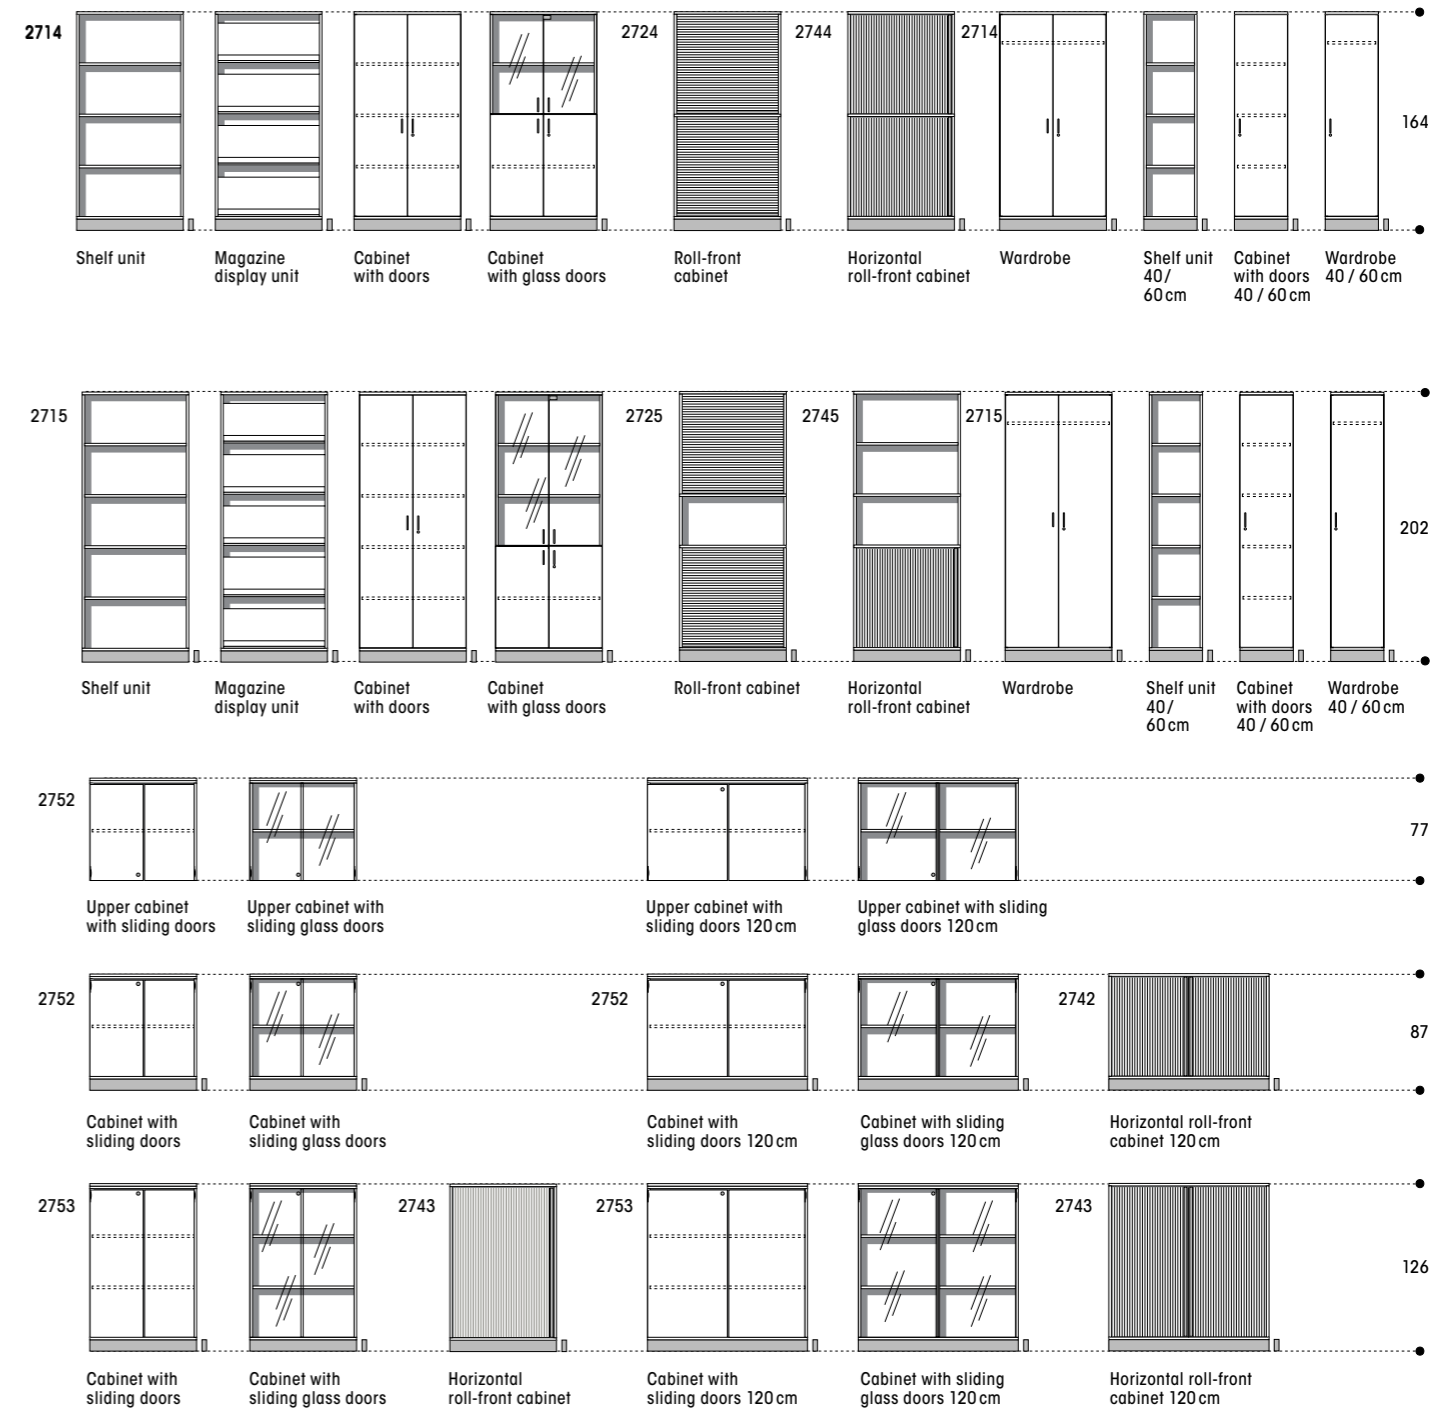 2714
2724
2744
2714
164
Shelf unit
Magazine
display unit
Cabinet
with doors
Cabinet
with glass doors
Roll-front
cabinet
Horizontal
roll-front cabinet
Wardrobe
Shelf unit
40 /
60 cm
Cabinet
with doors
40 / 60 cm
Wardrobe
40 / 60 cm
2715
2725
2745
2715
202
Shelf unit
Magazine
display unit
Cabinet
with doors
Cabinet
with glass doors
Roll-front cabinet
Horizontal
roll-front cabinet
Wardrobe
Shelf unit
40 /
60 cm
Cabinet
with doors
40 / 60 cm
Wardrobe
40 / 60 cm
2752
77
Upper cabinet
with sliding doors
Upper cabinet with
sliding glass doors
Upper cabinet with
sliding doors 120 cm
Upper cabinet with sliding
glass doors 120 cm
2752
2752
2742
87
Cabinet with
sliding doors
Cabinet with
sliding glass doors
Cabinet with
sliding doors 120 cm
Cabinet with sliding
glass doors 120 cm
Horizontal roll-front
cabinet 120 cm
2753
2743
2753
2743
126
Cabinet with
sliding doors
Cabinet with
sliding glass doors
Horizontal
roll-front cabinet
Cabinet with
sliding doors 120 cm
Cabinet with sliding
glass doors 120 cm
Horizontal roll-front
cabinet 120 cm